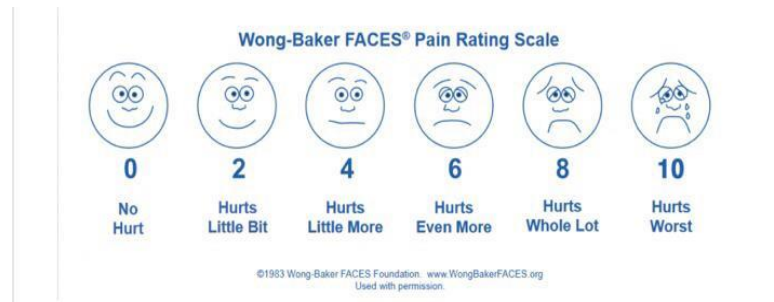 Wong-Baker FACES® Pain Rating Scale
0 2 4 6 8 10
No Hurts Hurts Hurts Hurts Hurts
Hurt Little Bit Little More Even More Whole Lot Worst
©1983 Wong-Baker FACES Foundation. www.WongBakerFACES.org
Used with permission.